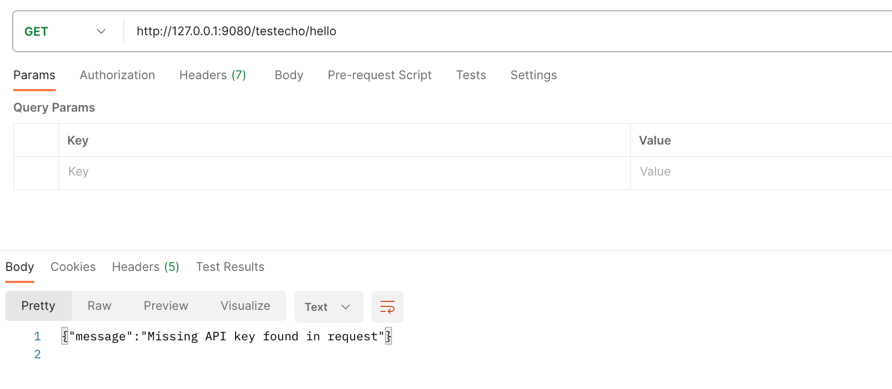 GET http://127.0.0.1:9080/testecho/hello
Params Authorization Headers (7) Body Pre-request Script Tests Settings
Query Params
Key Value
Key Value
Body Cookies Headers (5) Test Results
Pretty Raw Preview Visualize Text
1 {"message":"Missing API key found in request"}
2